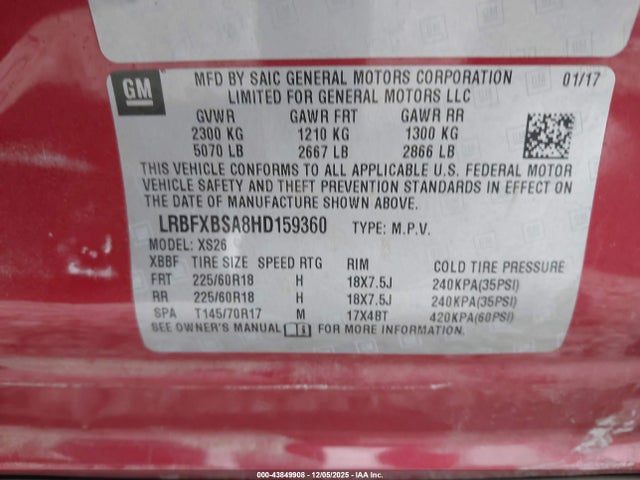 GM
MFD BY SAIC GENERAL MOTORS CORPORATION 01/17
LIMITED FOR GENERAL MOTORS LLC
GVWR GAWR FRT GAWR RR
2300 KG 1210 KG 1300 KG
5070 LB 2667 LB 2866 LB
THIS VEHICLE CONFORMS TO ALL APPLICABLE U.S. FEDERAL MOTOR
VEHICLE SAFETY AND THEFT PREVENTION STANDARDS IN EFFECT ON
THE DATE OF MANUFACTURE SHOWN ABOVE.
LRBFXBSA8HD159360 TYPE: M.P.V.
MODEL: XS26
XBBF TIRE SIZE SPEED RTG RIM COLD TIRE PRESSURE
FRT 225/60R18 H 18X7.5J 240KPA(35PSI)
RR 225/60R18 H 18X7.5J 240KPA(35PSI)
SPA T145/70R17 M 17X4BT 420KPA(60PSI)
SEE OWNER'S MANUAL FOR MORE INFORMATION.
000-43849908 - 12/05/2025 - IAA Inc.